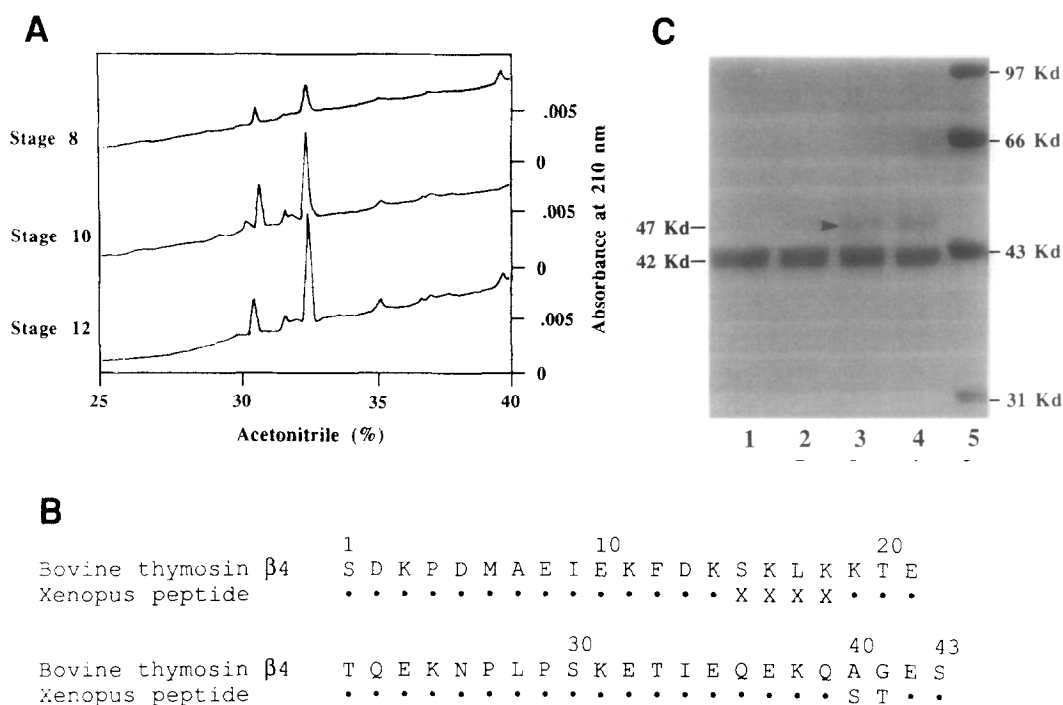 A
Stage 8
Stage 10
Stage 12
.005
0
.005
0
.005
0
Absorbance at 210 nm
25 30 35 40
Acetonitrile (%)
C
97 Kd
66 Kd
47 Kd
42 Kd
43 Kd
31 Kd
1 2 3 4 5
B
1 10 20
Bovine thymosin β4 S D K P D M A E I E K F D K S K L K K T E
Xenopus peptide • • • • • • • • • • • • • • X X X X • • •
30 40 43
Bovine thymosin β4 T Q E K N P L P S K E T I E Q E K Q A G E S
Xenopus peptide • • • • • • • • • • • • • • • • • • S T • •